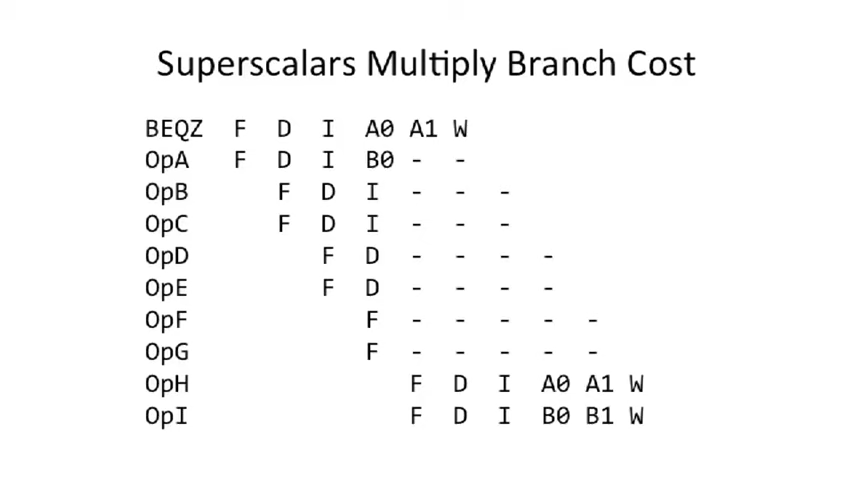 Superscalars Multiply Branch Cost
BEQZ F D I A0 A1 W
OpA F D I B0 - -
OpB F D I - - -
OpC F D I - - -
OpD F D - - - -
OpE F D - - - -
OpF F - - - - -
OpG F - - - - -
OpH F D I A0 A1 W
OpI F D I B0 B1 W